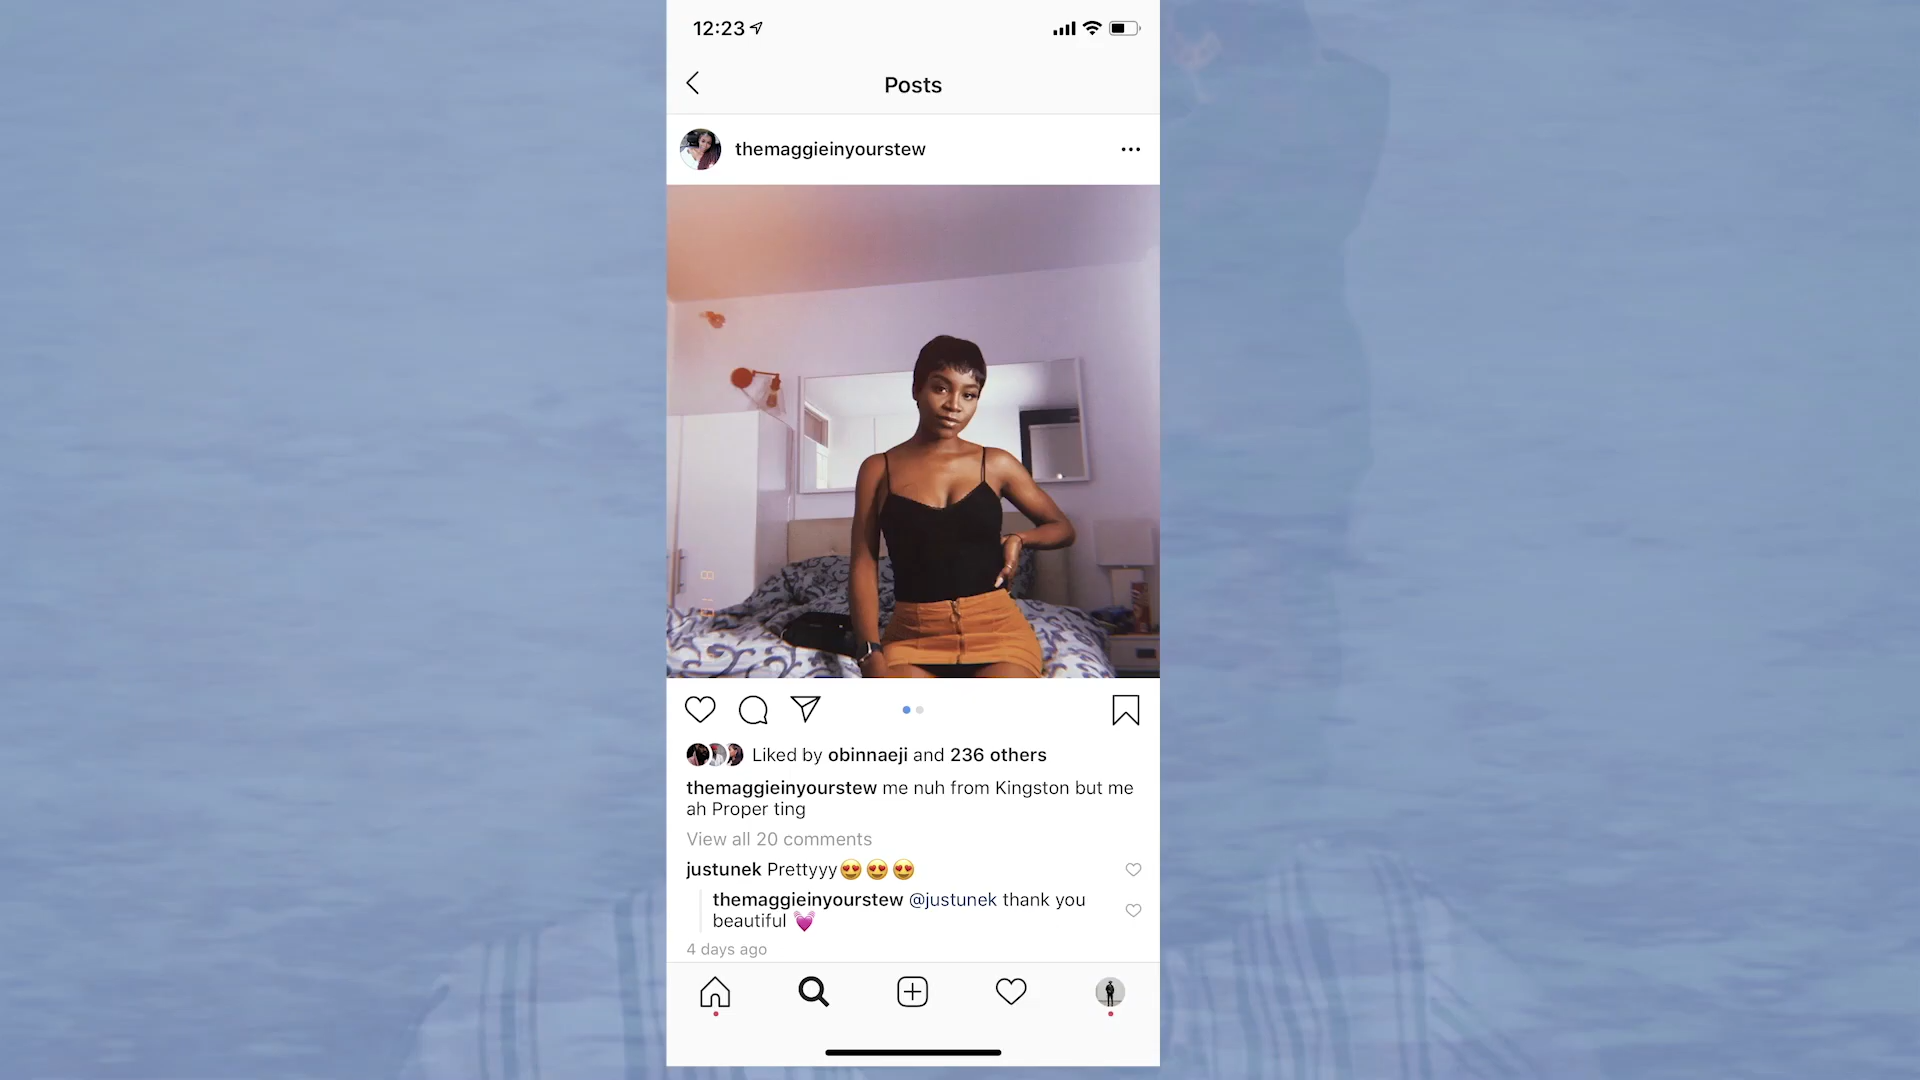 12:23
Posts
themaggieinyourstew
Liked by obinnaeji and 236 others
themaggieinyourstew me nuh from Kingston but me
ah Proper ting
View all 20 comments
justunek Prettyyy😍😍😍
themaggieinyourstew @justunek thank you
beautiful 💓
4 days ago